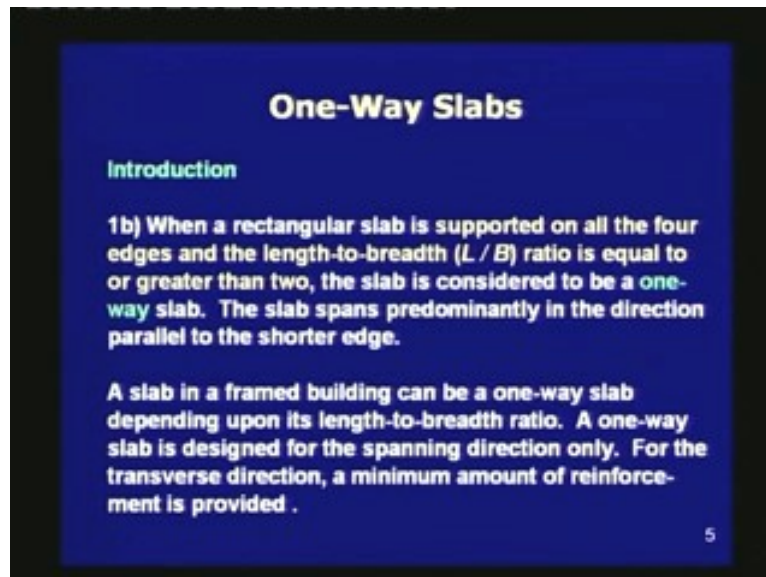 One-Way Slabs
Introduction
1b) When a rectangular slab is supported on all the four
edges and the length-to-breadth (L / B) ratio is equal to
or greater than two, the slab is considered to be a one-
way slab. The slab spans predominantly in the direction
parallel to the shorter edge.
A slab in a framed building can be a one-way slab
depending upon its length-to-breadth ratio. A one-way
slab is designed for the spanning direction only. For the
transverse direction, a minimum amount of reinforce-
ment is provided .
5